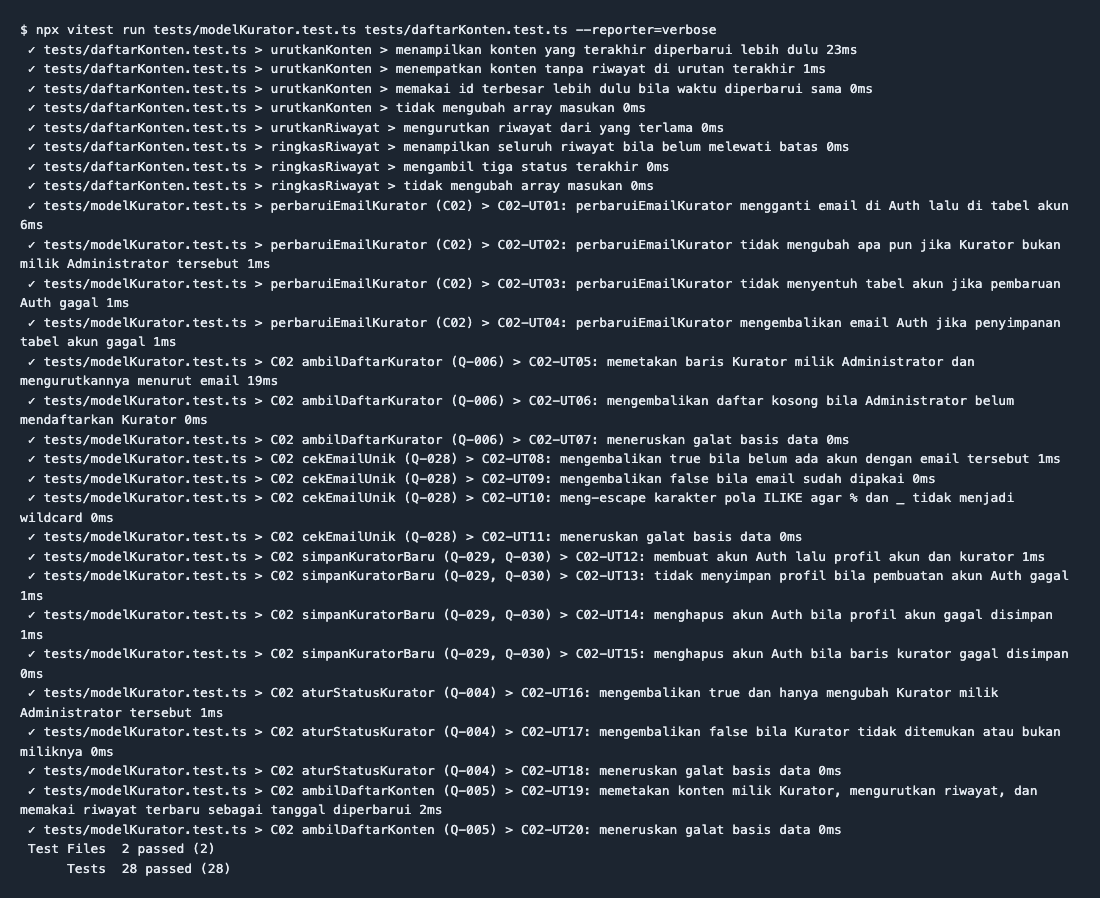 $ npx vitest run tests/modelKurator.test.ts tests/daftarKonten.test.ts --reporter=verbose
✓ tests/daftarKonten.test.ts > urutkanKonten > menampilkan konten yang terakhir diperbarui lebih dulu 23ms
✓ tests/daftarKonten.test.ts > urutkanKonten > menempatkan konten tanpa riwayat di urutan terakhir 1ms
✓ tests/daftarKonten.test.ts > urutkanKonten > memakai id terbesar lebih dulu bila waktu diperbarui sama 0ms
✓ tests/daftarKonten.test.ts > urutkanKonten > tidak mengubah array masukan 0ms
✓ tests/daftarKonten.test.ts > urutkanRiwayat > mengurutkan riwayat dari yang terlama 0ms
✓ tests/daftarKonten.test.ts > ringkasRiwayat > menampilkan seluruh riwayat bila belum melewati batas 0ms
✓ tests/daftarKonten.test.ts > ringkasRiwayat > mengambil tiga status terakhir 0ms
✓ tests/daftarKonten.test.ts > ringkasRiwayat > tidak mengubah array masukan 0ms
✓ tests/modelKurator.test.ts > perbaruiEmailKurator (C02) > C02-UT01: perbaruiEmailKurator mengganti email di Auth lalu di tabel akun
6ms
✓ tests/modelKurator.test.ts > perbaruiEmailKurator (C02) > C02-UT02: perbaruiEmailKurator tidak mengubah apa pun jika Kurator bukan
milik Administrator tersebut 1ms
✓ tests/modelKurator.test.ts > perbaruiEmailKurator (C02) > C02-UT03: perbaruiEmailKurator tidak menyentuh tabel akun jika pembaruan
Auth gagal 1ms
✓ tests/modelKurator.test.ts > perbaruiEmailKurator (C02) > C02-UT04: perbaruiEmailKurator mengembalikan email Auth jika penyimpanan
tabel akun gagal 1ms
✓ tests/modelKurator.test.ts > C02 ambilDaftarKurator (Q-006) > C02-UT05: memetakan baris Kurator milik Administrator dan
mengurutkannya menurut email 19ms
✓ tests/modelKurator.test.ts > C02 ambilDaftarKurator (Q-006) > C02-UT06: mengembalikan daftar kosong bila Administrator belum
mendaftarkan Kurator 0ms
✓ tests/modelKurator.test.ts > C02 ambilDaftarKurator (Q-006) > C02-UT07: meneruskan galat basis data 0ms
✓ tests/modelKurator.test.ts > C02 cekEmailUnik (Q-028) > C02-UT08: mengembalikan true bila belum ada akun dengan email tersebut 1ms
✓ tests/modelKurator.test.ts > C02 cekEmailUnik (Q-028) > C02-UT09: mengembalikan false bila email sudah dipakai 0ms
✓ tests/modelKurator.test.ts > C02 cekEmailUnik (Q-028) > C02-UT10: meng-escape karakter pola ILIKE agar % dan _ tidak menjadi
wildcard 0ms
✓ tests/modelKurator.test.ts > C02 cekEmailUnik (Q-028) > C02-UT11: meneruskan galat basis data 0ms
✓ tests/modelKurator.test.ts > C02 simpanKuratorBaru (Q-029, Q-030) > C02-UT12: membuat akun Auth lalu profil akun dan kurator 1ms
✓ tests/modelKurator.test.ts > C02 simpanKuratorBaru (Q-029, Q-030) > C02-UT13: tidak menyimpan profil bila pembuatan akun Auth gagal
1ms
✓ tests/modelKurator.test.ts > C02 simpanKuratorBaru (Q-029, Q-030) > C02-UT14: menghapus akun Auth bila profil akun gagal disimpan
1ms
✓ tests/modelKurator.test.ts > C02 simpanKuratorBaru (Q-029, Q-030) > C02-UT15: menghapus akun Auth bila baris kurator gagal disimpan
0ms
✓ tests/modelKurator.test.ts > C02 aturStatusKurator (Q-004) > C02-UT16: mengembalikan true dan hanya mengubah Kurator milik
Administrator tersebut 1ms
✓ tests/modelKurator.test.ts > C02 aturStatusKurator (Q-004) > C02-UT17: mengembalikan false bila Kurator tidak ditemukan atau bukan
miliknya 0ms
✓ tests/modelKurator.test.ts > C02 aturStatusKurator (Q-004) > C02-UT18: meneruskan galat basis data 0ms
✓ tests/modelKurator.test.ts > C02 ambilDaftarKonten (Q-005) > C02-UT19: memetakan konten milik Kurator, mengurutkan riwayat, dan
memakai riwayat terbaru sebagai tanggal diperbarui 2ms
✓ tests/modelKurator.test.ts > C02 ambilDaftarKonten (Q-005) > C02-UT20: meneruskan galat basis data 0ms
Test Files  2 passed (2)
Tests  28 passed (28)